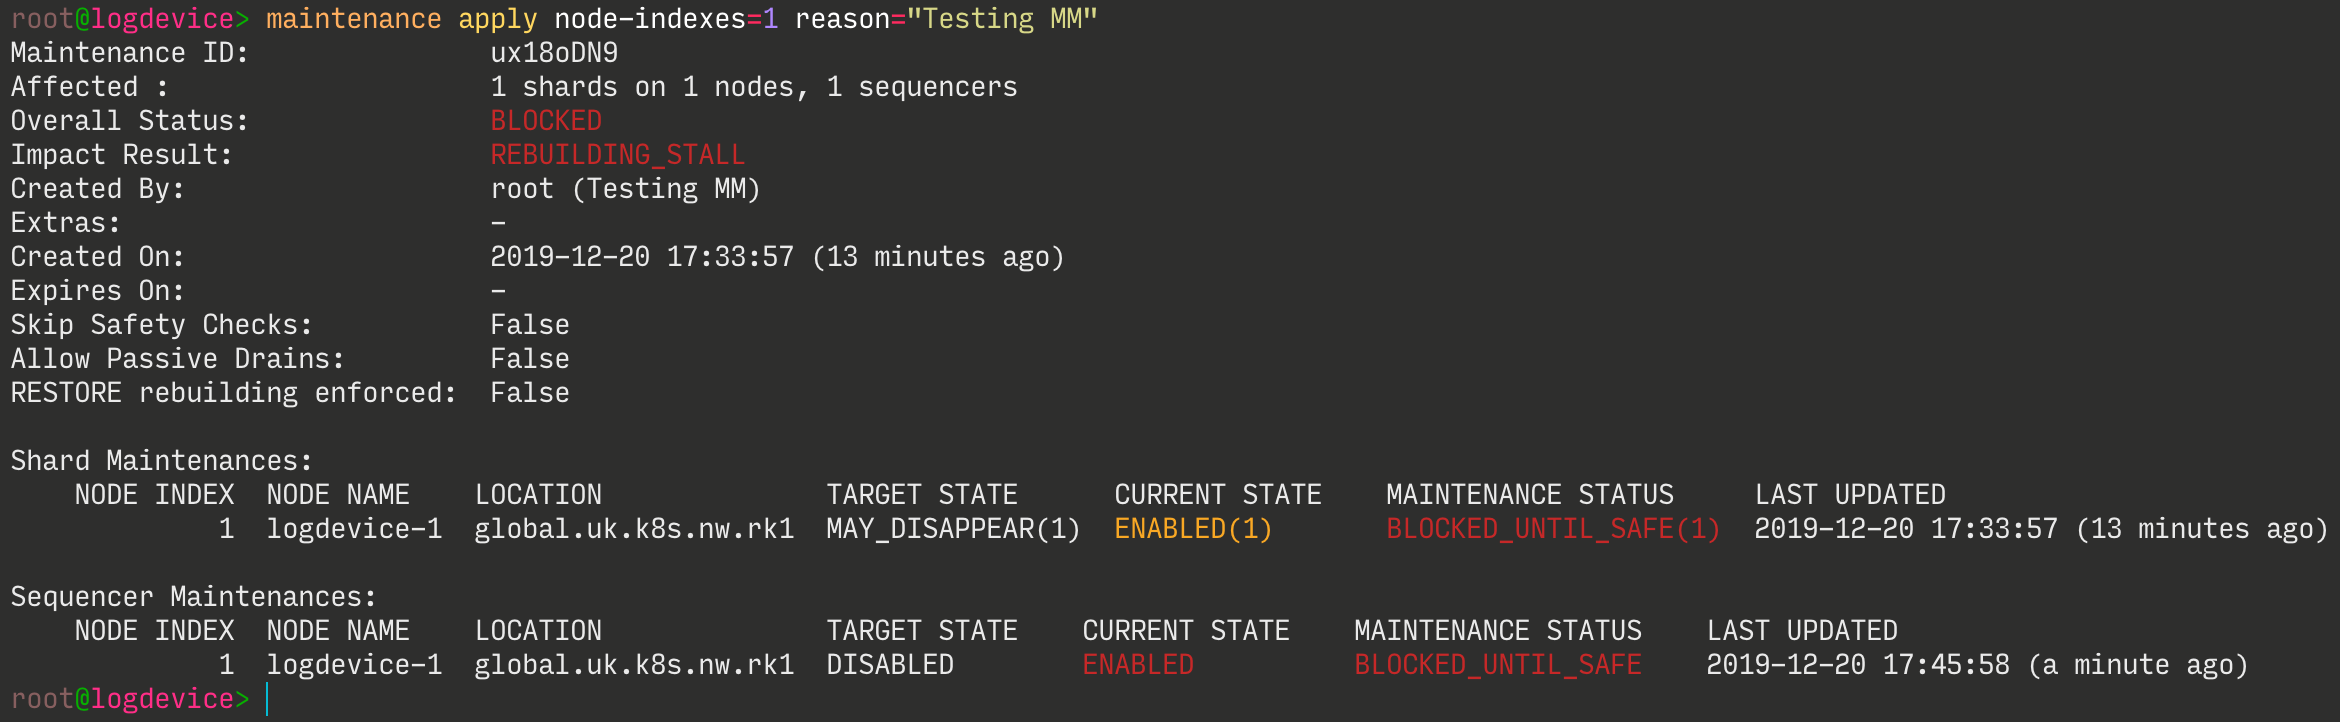 root@logdevice> maintenance apply node-indexes=1 reason="Testing MM"
Maintenance ID: ux18oDN9
Affected : 1 shards on 1 nodes, 1 sequencers
Overall Status: BLOCKED
Impact Result: REBUILDING_STALL
Created By: root (Testing MM)
Extras: -
Created On: 2019-12-20 17:33:57 (13 minutes ago)
Expires On: -
Skip Safety Checks: False
Allow Passive Drains: False
RESTORE rebuilding enforced: False
Shard Maintenances:
NODE INDEX NODE NAME LOCATION TARGET STATE CURRENT STATE MAINTENANCE STATUS LAST UPDATED
1 logdevice-1 global.uk.k8s.nw.rk1 MAY_DISAPPEAR(1) ENABLED(1) BLOCKED_UNTIL_SAFE(1) 2019-12-20 17:33:57 (13 minutes ago)
Sequencer Maintenances:
NODE INDEX NODE NAME LOCATION TARGET STATE CURRENT STATE MAINTENANCE STATUS LAST UPDATED
1 logdevice-1 global.uk.k8s.nw.rk1 DISABLED ENABLED BLOCKED_UNTIL_SAFE 2019-12-20 17:45:58 (a minute ago)
root@logdevice>